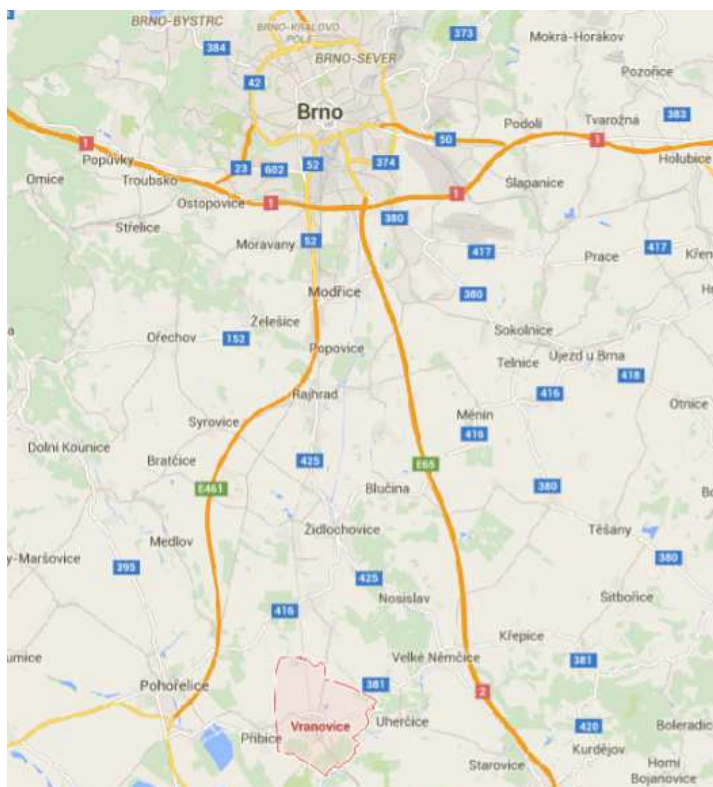 BRNO-BYSTRC
BRNO-KRÁLOVO
POLE
373
Mokrá-Horákov
384
BRNO-SEVER
Pozořice
42
Brno
Podolí
Tvarožná
383
1
50
1
Popůvky
23
602
52
374
Holubice
Omice
Troubsko
1
Šlapanice
Ostopovice
1
380
Střelice
Moravany
52
417
Prace
417
Modřice
380
Želešice
Sokolnice
Ořechov
152
Popovice
Telnice
Újezd u Brna
418
Rajhrad
416
Otnice
Syrovice
Měnín
416
Dolní Kounice
Bratčice
425
E65
E461
Blučina
380
Židlochovice
Těšany
Medlov
y-Maršovice
395
425
380
Nosislav
Šitbořice
416
Křepice
Velké Němčice
381
umice
Pohořelice
381
2
Vranovice
Uherčice
420
Boleradic
Přibice
Kurdějov
Starovice
Horní
Bojanovice